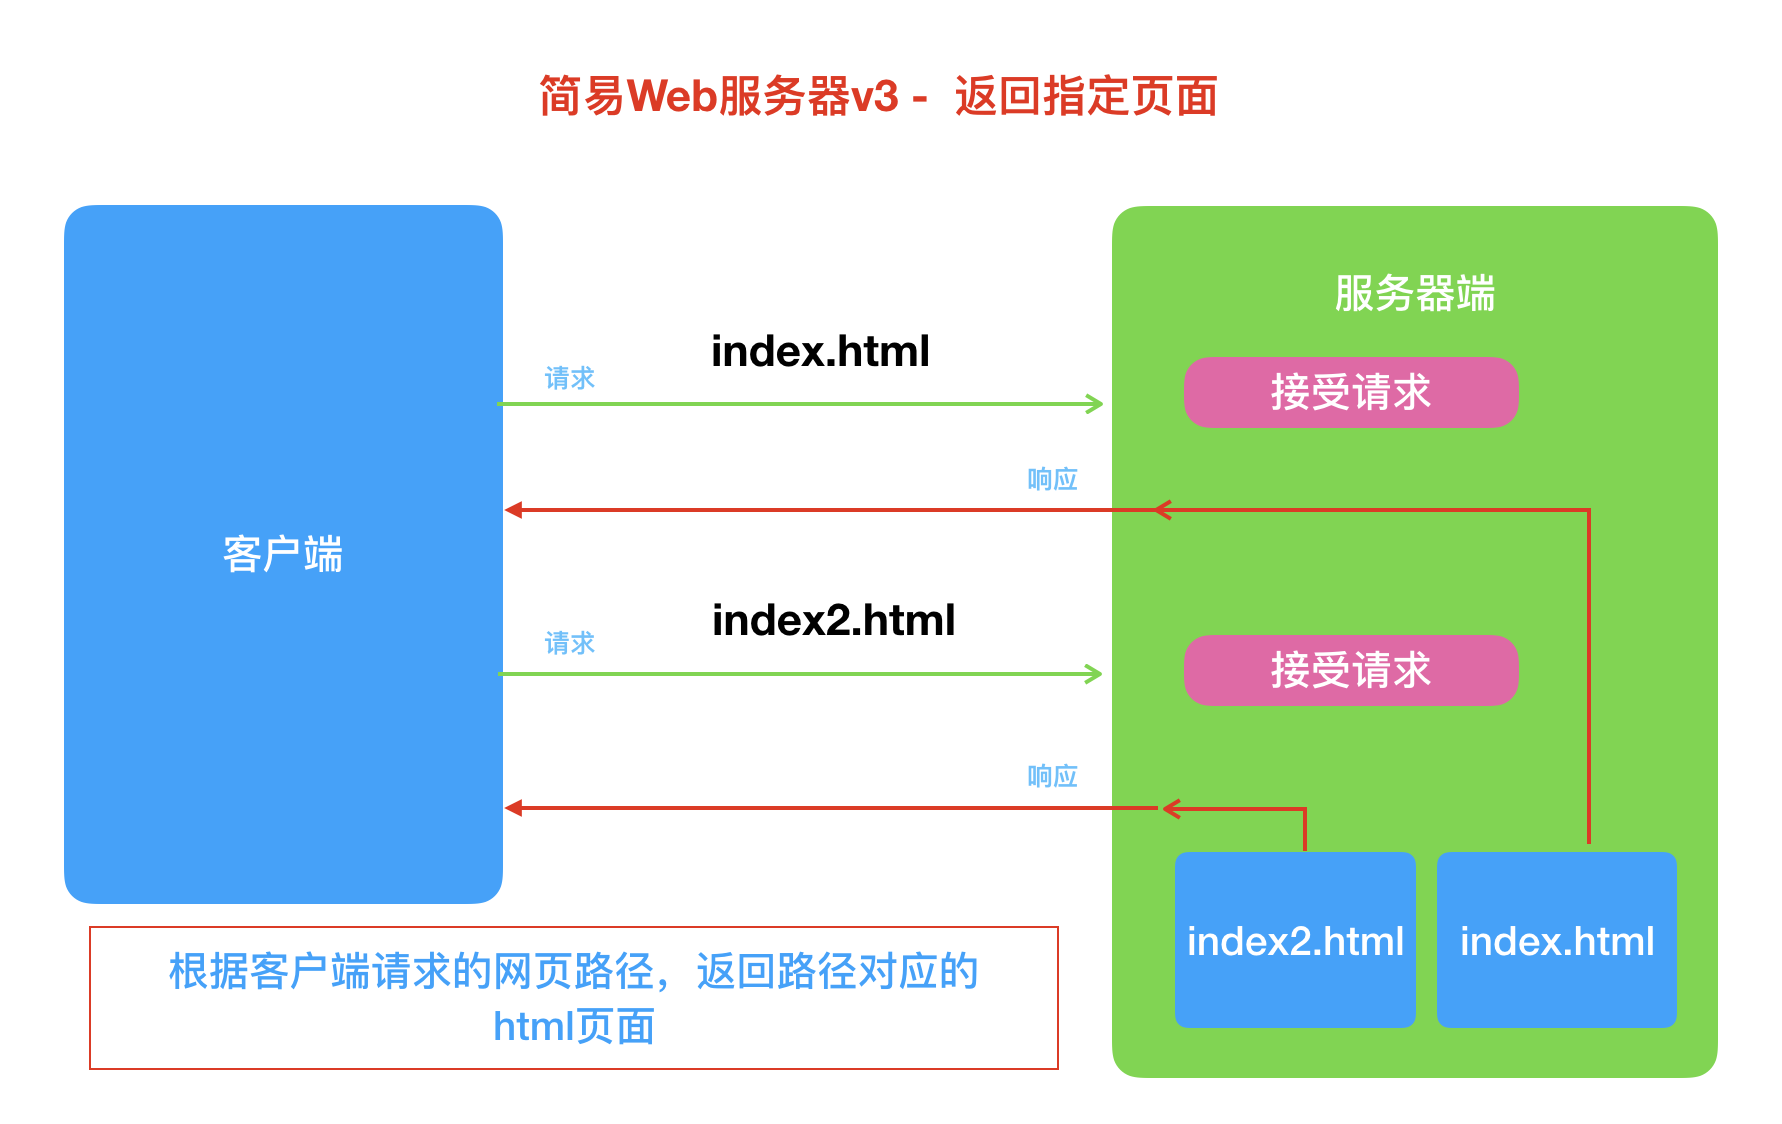 简易Web服务器v3 - 返回指定页面
服务器端
index.html
请求
接受请求
响应
客户端
index2.html
请求
接受请求
响应
index2.html
index.html
根据客户端请求的网页路径，返回路径对应的
html页面